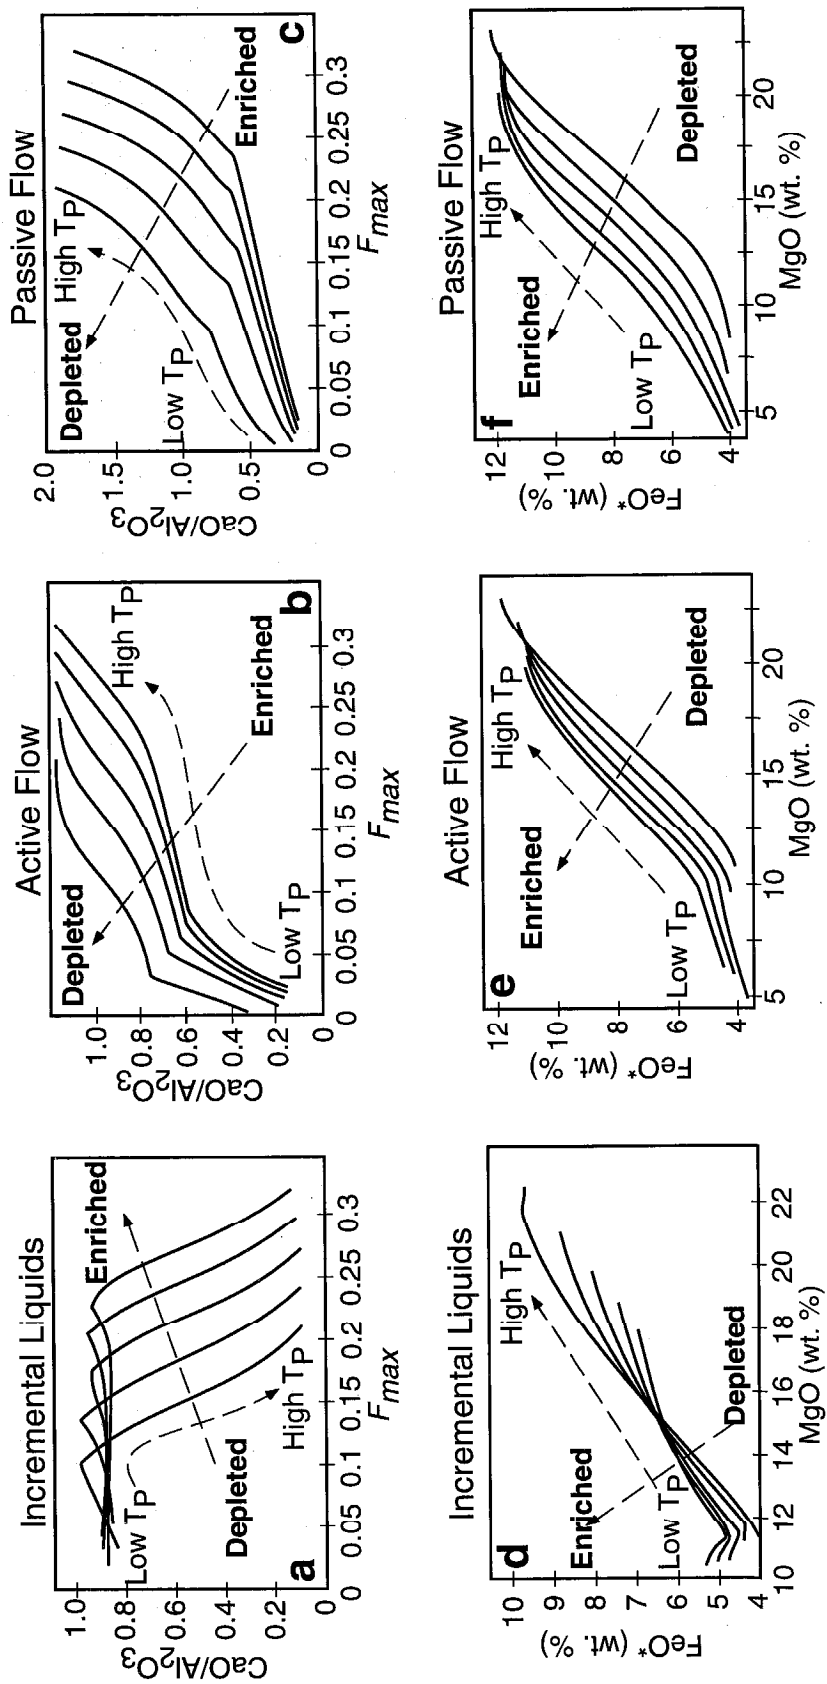 Incremental Liquids
CaO/Al2O3
1.0
0.8
0.6
0.4
0.2
0
a
Low TP
High TP
Depleted
Enriched
0
0.05
0.1
0.15
0.2
0.25
0.3
Fmax
Active Flow
CaO/Al2O3
1.0
0.8
0.6
0.4
0.2
0
Depleted
High TP
Low TP
Enriched
b
0
0.05
0.1
0.15
0.2
0.25
0.3
Fmax
Passive Flow
CaO/Al2O3
2.0
1.5
1.0
0.5
0
Depleted
High TP
Low TP
Enriched
c
0
0.05
0.1
0.15
0.2
0.25
0.3
Fmax
Incremental Liquids
FeO* (wt. %)
10
9
8
7
6
5
4
d
High TP
Enriched
Low TP
Depleted
10
12
14
16
18
20
22
MgO (wt. %)
Active Flow
FeO* (wt. %)
12
10
8
6
4
e
Enriched
High TP
Low TP
Depleted
5
10
15
20
MgO (wt. %)
Passive Flow
FeO* (wt. %)
12
10
8
6
4
f
High TP
Enriched
Low TP
Depleted
5
10
15
20
MgO (wt. %)